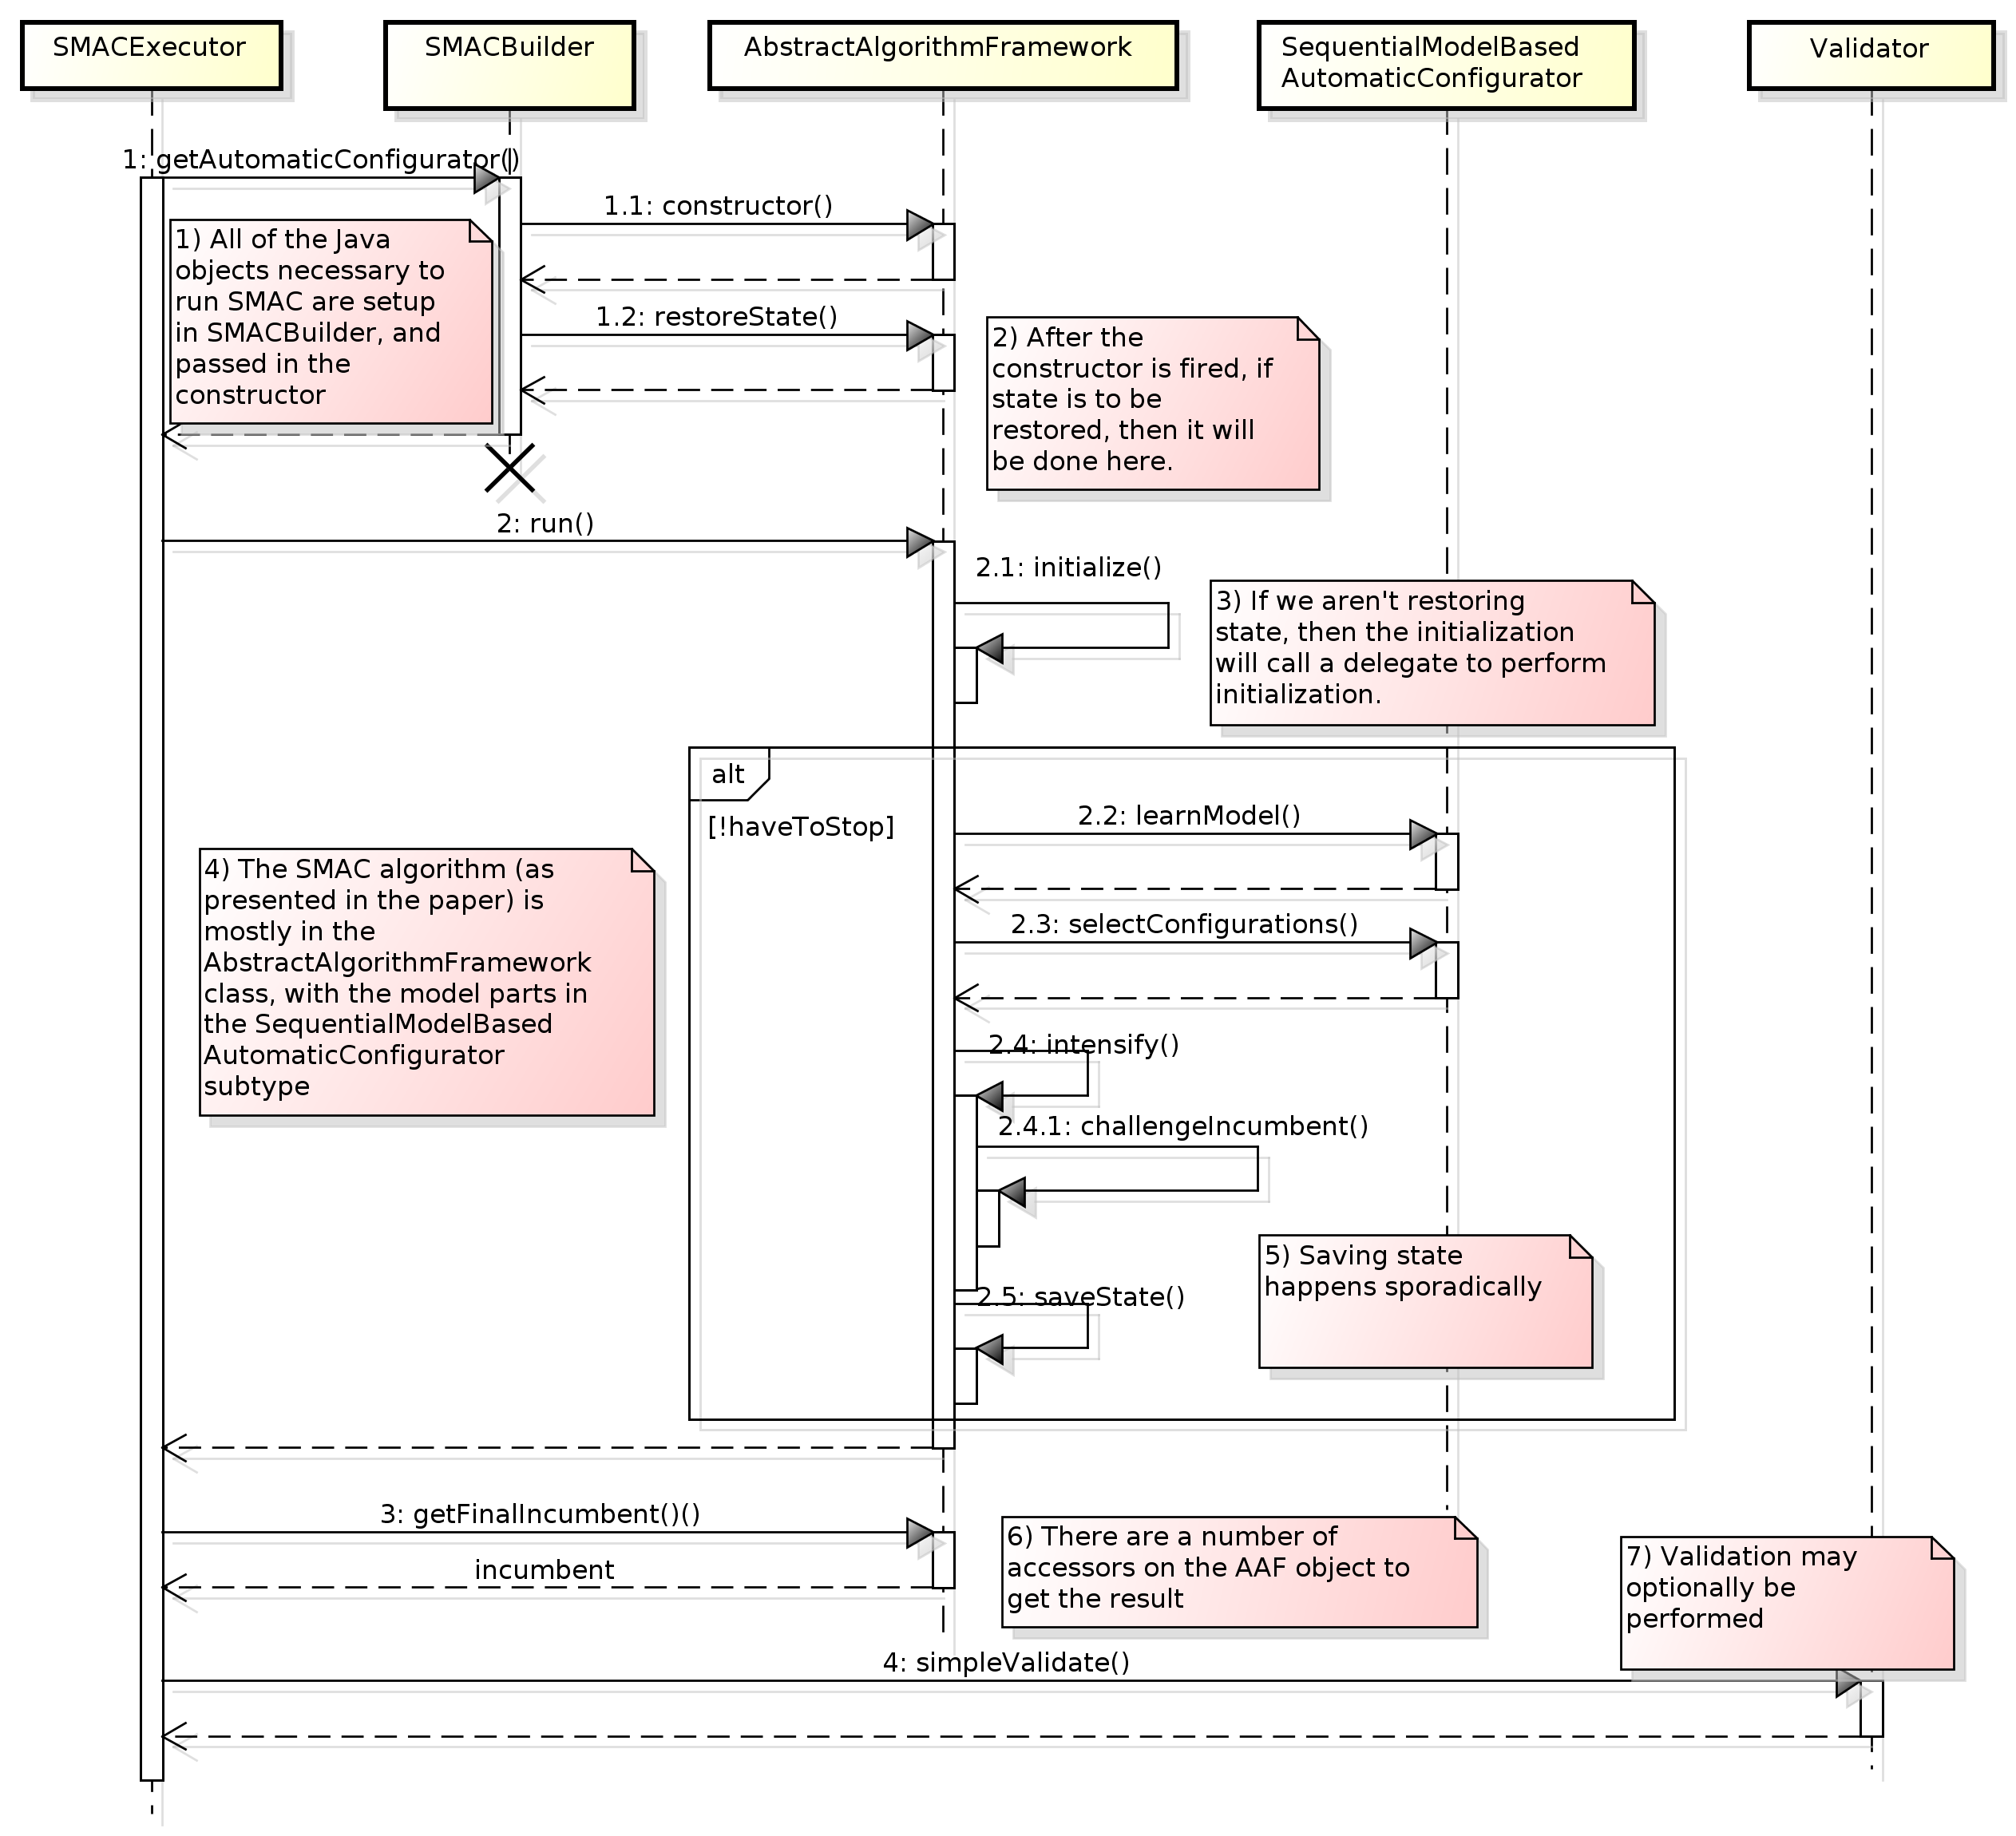 SMACExecutor
SMACBuilder
AbstractAlgorithmFramework
SequentialModelBased
AutomaticConfigurator
Validator
1: getAutomaticConfigurator()
1.1: constructor()
1) All of the Java
objects necessary to
run SMAC are setup
in SMACBuilder, and
passed in the
constructor
1.2: restoreState()
2) After the
constructor is fired, if
state is to be
restored, then it will
be done here.
2: run()
2.1: initialize()
3) If we aren't restoring
state, then the initialization
will call a delegate to perform
initialization.
alt
[!haveToStop]
2.2: learnModel()
4) The SMAC algorithm (as
presented in the paper) is
mostly in the
AbstractAlgorithmFramework
class, with the model parts in
the SequentialModelBased
AutomaticConfigurator
subtype
2.3: selectConfigurations()
2.4: intensify()
2.4.1: challengeIncumbent()
5) Saving state
happens sporadically
2.5: saveState()
3: getFinalIncumbent()()
incumbent
6) There are a number of
accessors on the AAF object to
get the result
7) Validation may
optionally be
performed
4: simpleValidate()